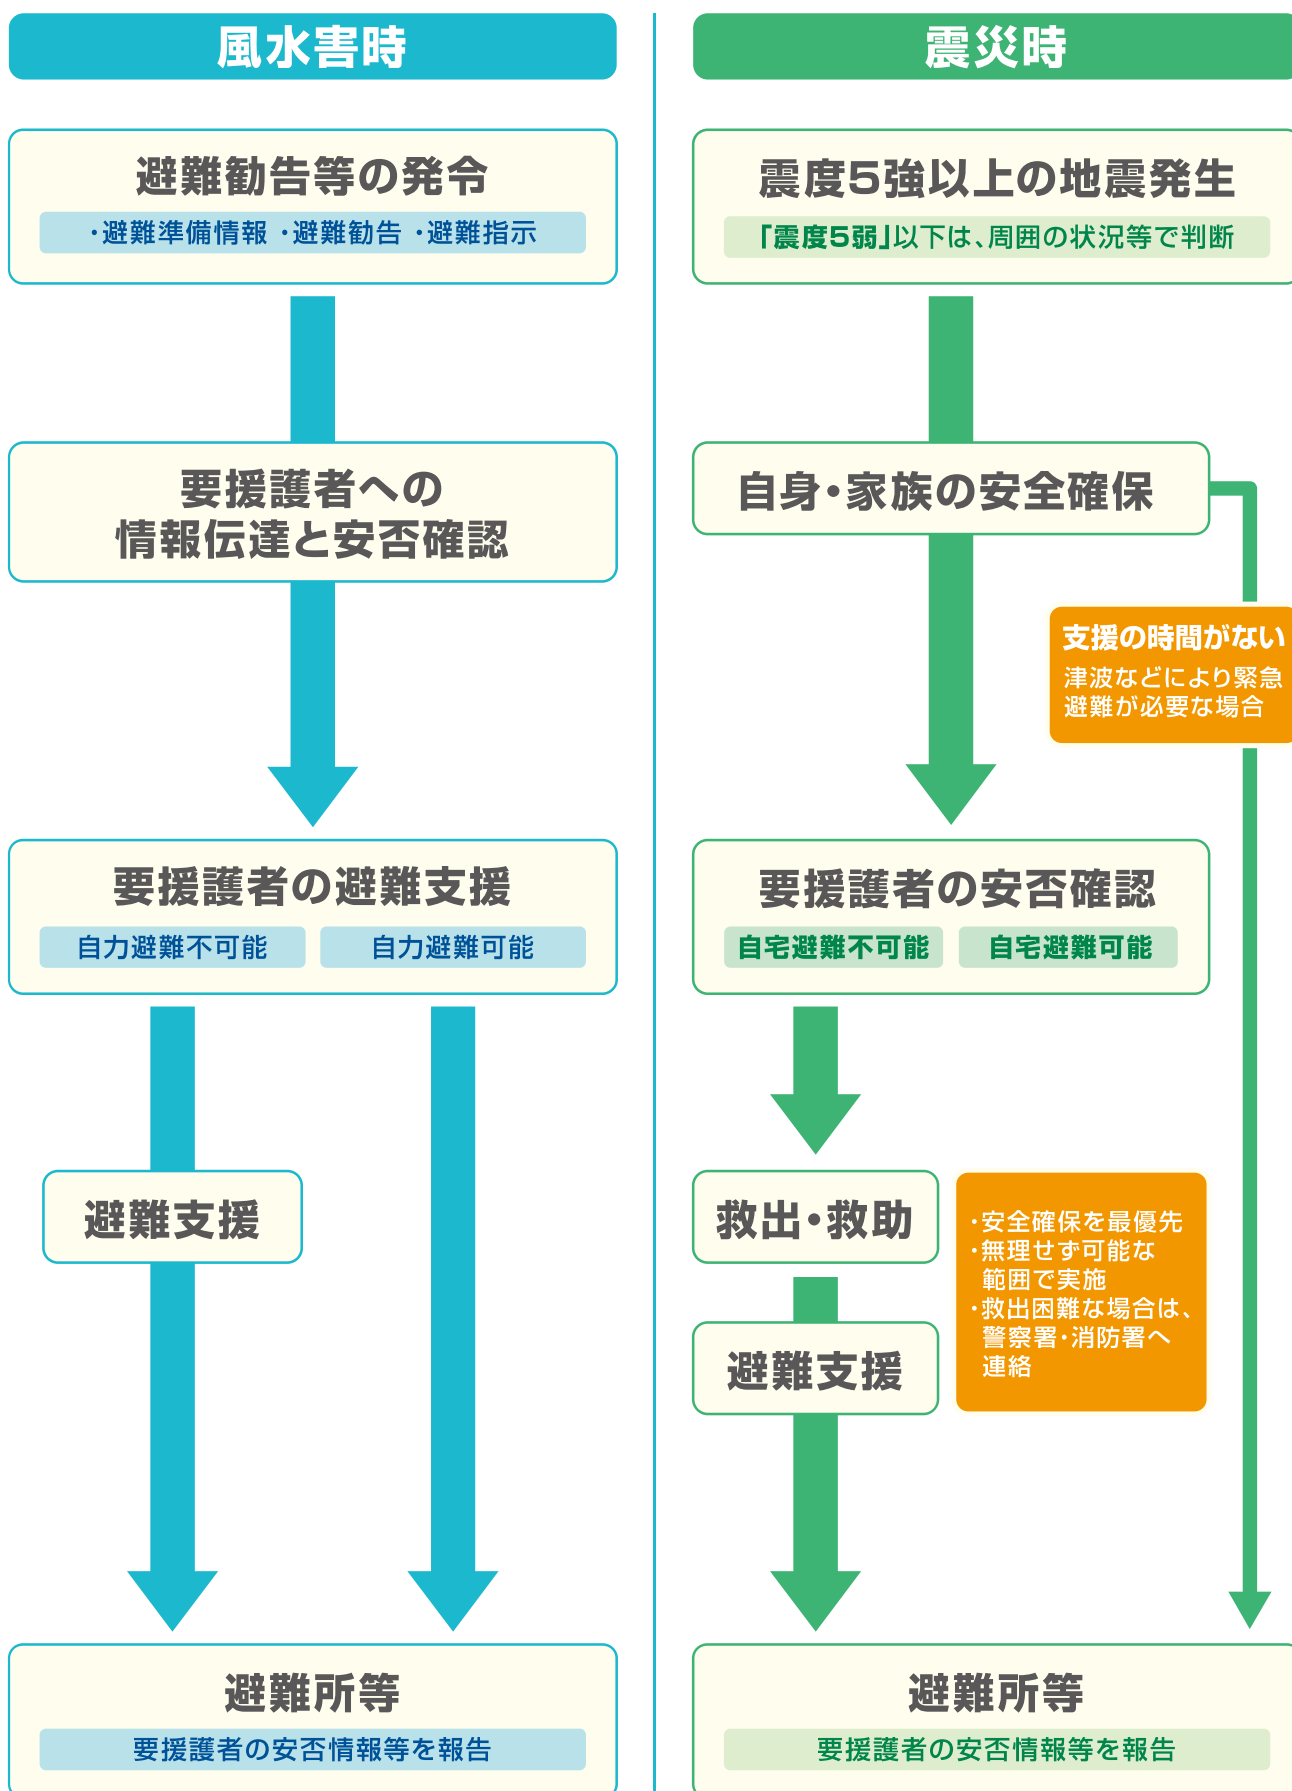 風水害時
避難勧告等の発令
・避難準備情報 ・避難勧告 ・避難指示
要援護者への
情報伝達と安否確認
要援護者の避難支援
自力避難不可能
自力避難可能
避難支援
避難所等
要援護者の安否情報等を報告
震災時
震度5強以上の地震発生
「震度5弱」以下は、周囲の状況等で判断
自身・家族の安全確保
支援の時間がない
津波などにより緊急
避難が必要な場合
要援護者の安否確認
自宅避難不可能
自宅避難可能
救出・救助
・安全確保を最優先
・無理せず可能な
範囲で実施
・救出困難な場合は、
警察署・消防署へ
連絡
避難支援
避難所等
要援護者の安否情報等を報告